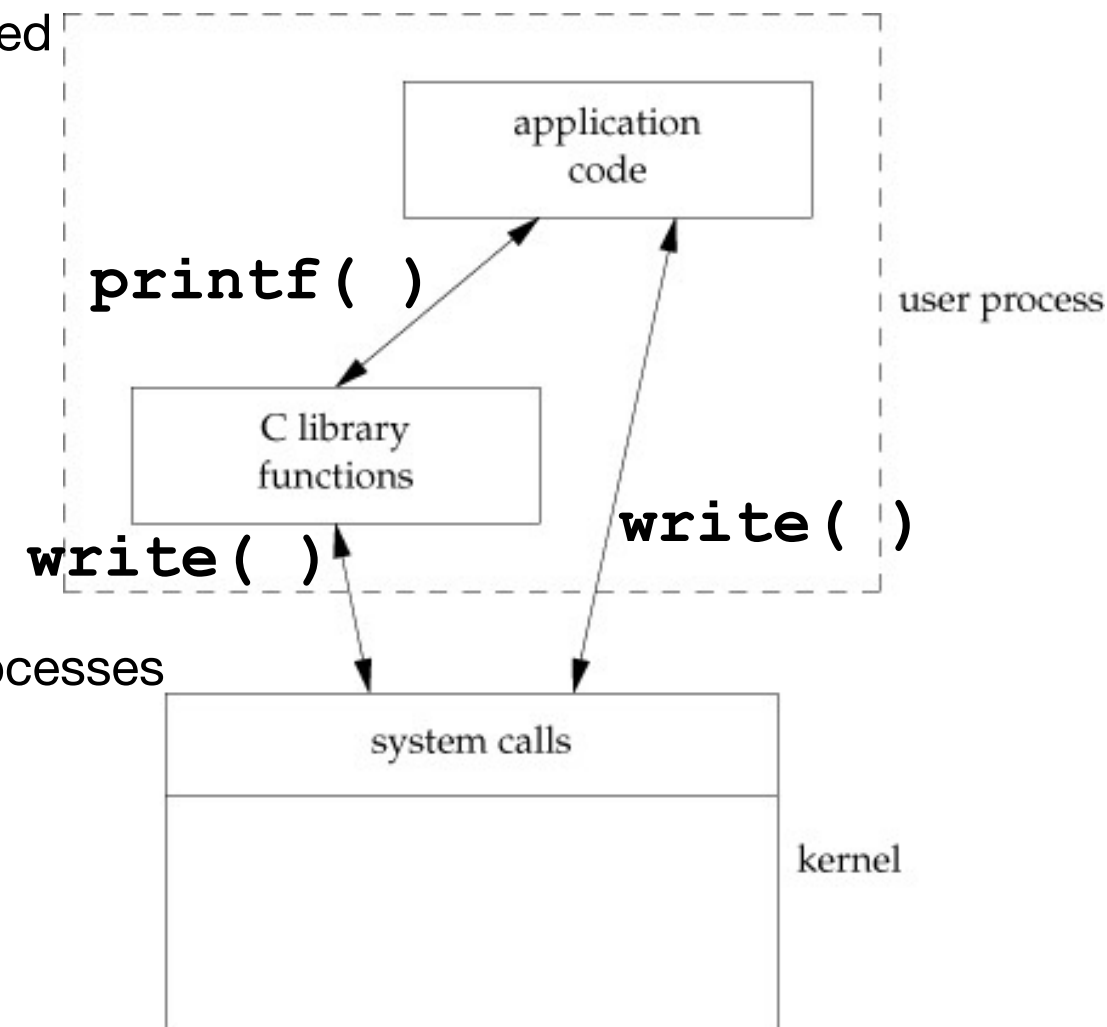 ed
application
code
printf( )
user process
C library
functions
write( )
write( )
ocesses
system calls
kernel